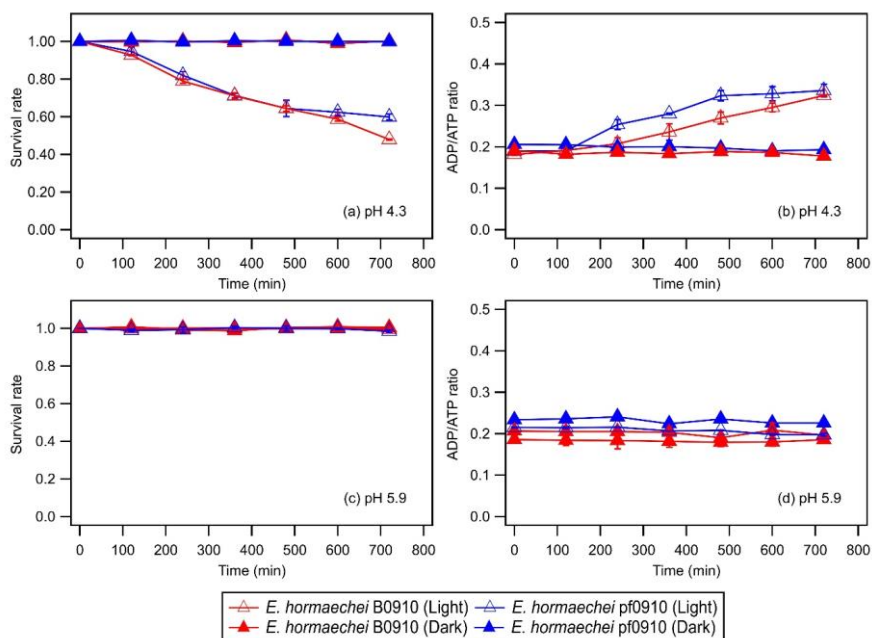 1.00
0.80
0.60
0.40
0.20
0.00
Survival rate
(a) pH 4.3
0 100 200 300 400 500 600 700 800
Time (min)
0.5
0.4
0.3
0.2
0.1
0.0
ADP/ATP ratio
(b) pH 4.3
0 100 200 300 400 500 600 700 800
Time (min)
1.0
0.8
0.6
0.4
0.2
0.0
Survival rate
(c) pH 5.9
0 100 200 300 400 500 600 700 800
Time (min)
0.5
0.4
0.3
0.2
0.1
0.0
ADP/ATP ratio
(d) pH 5.9
0 100 200 300 400 500 600 700 800
Time (min)
E. hormaechei B0910 (Light) E. hormaechei pf0910 (Light)
E. hormaechei B0910 (Dark) E. hormaechei pf0910 (Dark)